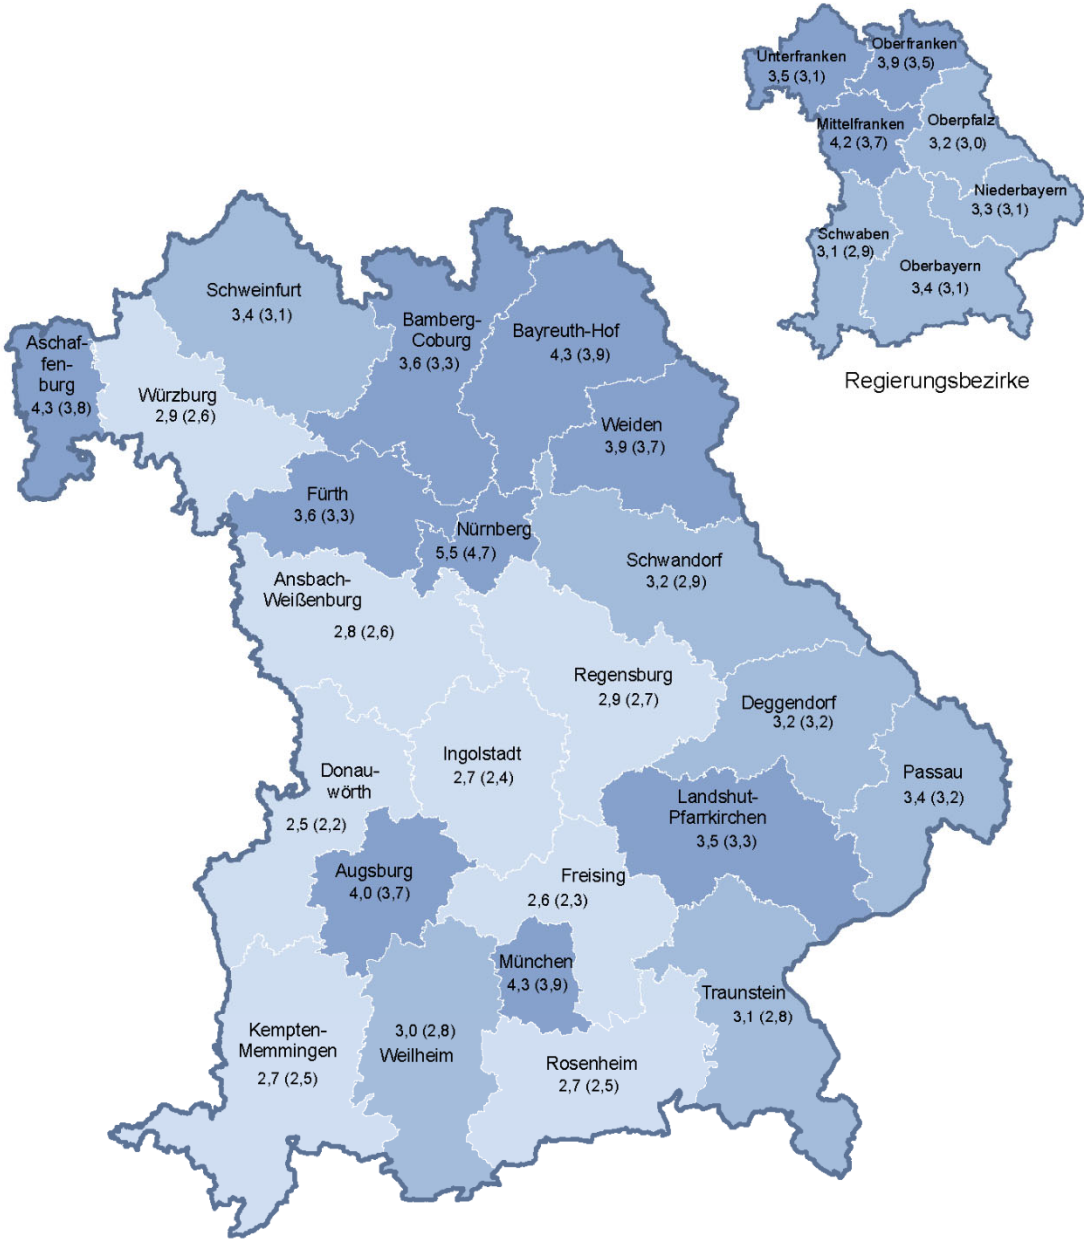 Unterfranken
3,5 (3,1)
Oberfranken
3,9 (3,5)
Mittelfranken
4,2 (3,7)
Oberpfalz
3,2 (3,0)
Niederbayern
3,3 (3,1)
Schwaben
3,1 (2,9)
Oberbayern
3,4 (3,1)
Regierungsbezirke
Schweinfurt
3,4 (3,1)
Bamberg-
Coburg
3,6 (3,3)
Bayreuth-Hof
4,3 (3,9)
Aschaf-
fen-
burg
4,3 (3,8)
Würzburg
2,9 (2,6)
Weiden
3,9 (3,7)
Fürth
3,6 (3,3)
Nürnberg
5,5 (4,7)
Schwandorf
3,2 (2,9)
Ansbach-
Weißenburg
2,8 (2,6)
Regensburg
2,9 (2,7)
Deggendorf
3,2 (3,2)
Ingolstadt
2,7 (2,4)
Donau-
wörth
2,5 (2,2)
Passau
3,4 (3,2)
Landshut-
Pfarrkirchen
3,5 (3,3)
Augsburg
4,0 (3,7)
Freising
2,6 (2,3)
München
4,3 (3,9)
Traunstein
3,1 (2,8)
Kempten-
Memmingen
2,7 (2,5)
3,0 (2,8)
Weilheim
Rosenheim
2,7 (2,5)